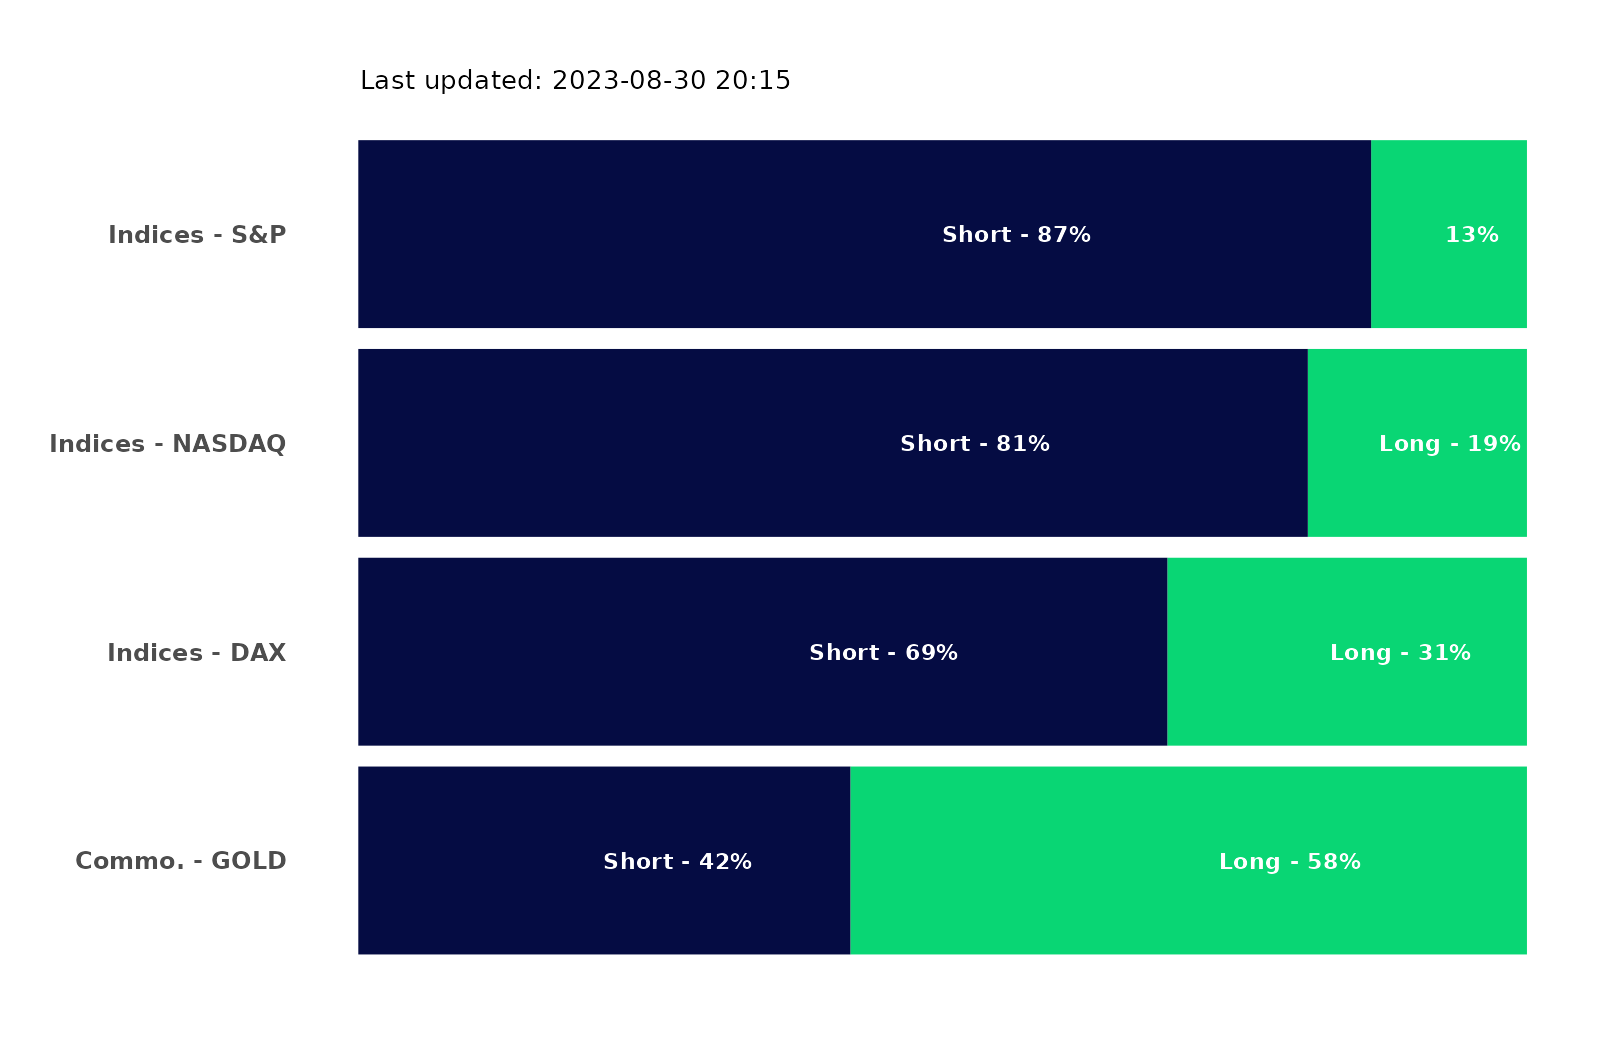 Last updated: 2023-08-30 20:15
Indices - S&P
Short - 87%
13%
Indices - NASDAQ
Short - 81%
Long - 19%
Indices - DAX
Short - 69%
Long - 31%
Commo. - GOLD
Short - 42%
Long - 58%